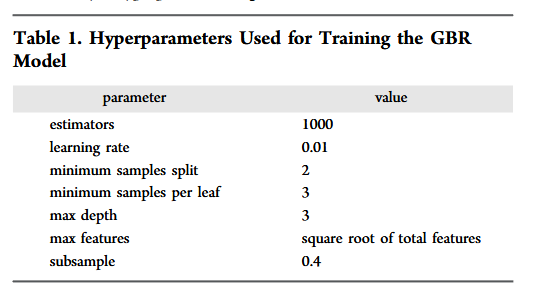 Table 1. Hyperparameters Used for Training the GBR
Model
parameter value
estimators 1000
learning rate 0.01
minimum samples split 2
minimum samples per leaf 3
max depth 3
max features square root of total features
subsample 0.4